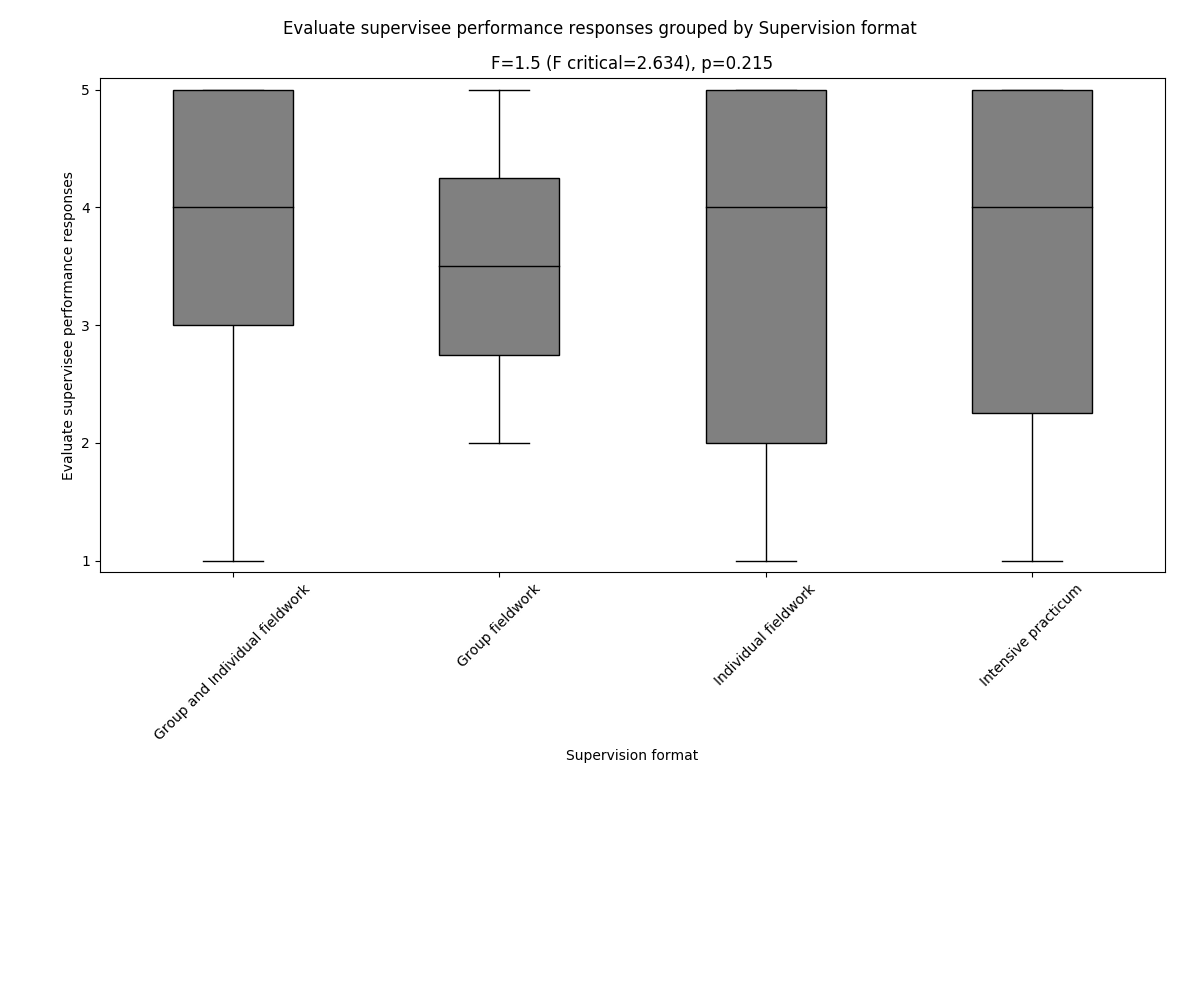 Evaluate supervisee performance responses grouped by Supervision format
F=1.5 (F critical=2.634), p=0.215
Evaluate supervisee performance responses
5
4
3
2
1
Group and Individual fieldwork
Group fieldwork
Individual fieldwork
Intensive practicum
Supervision format